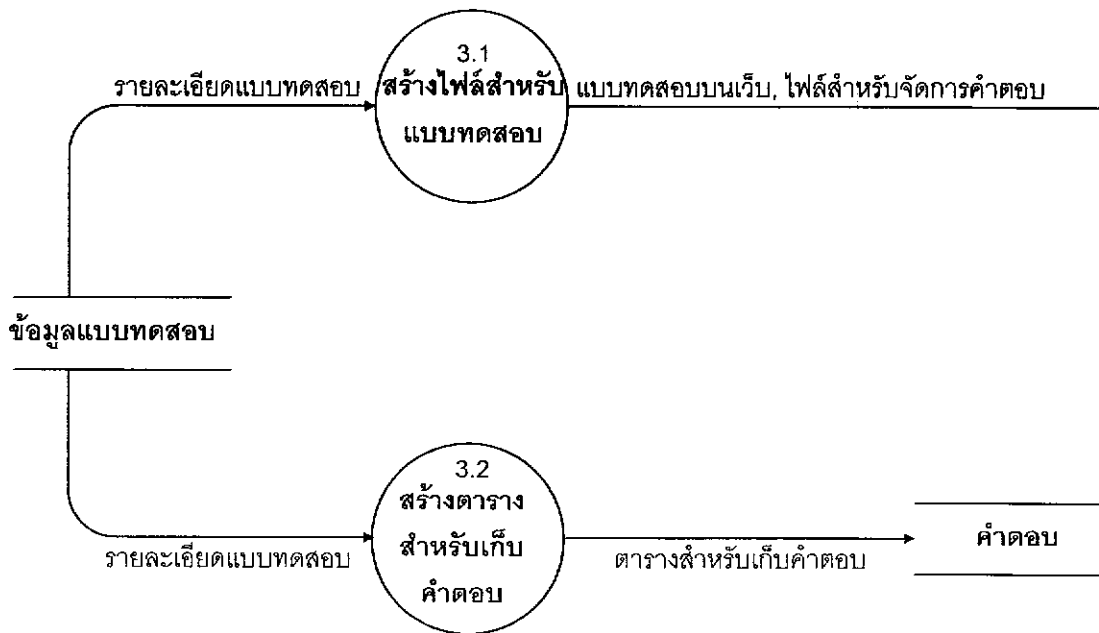 3.1
รายละเอียดแบบทดสอบ
สร้างไฟล์สำหรับ
แบบทดสอบ
แบบทดสอบบนเว็บ, ไฟล์สำหรับจัดการคำตอบ
ข้อมูลแบบทดสอบ
3.2
สร้างตาราง
สำหรับเก็บ
คำตอบ
รายละเอียดแบบทดสอบ
ตารางสำหรับเก็บคำตอบ
คำตอบ